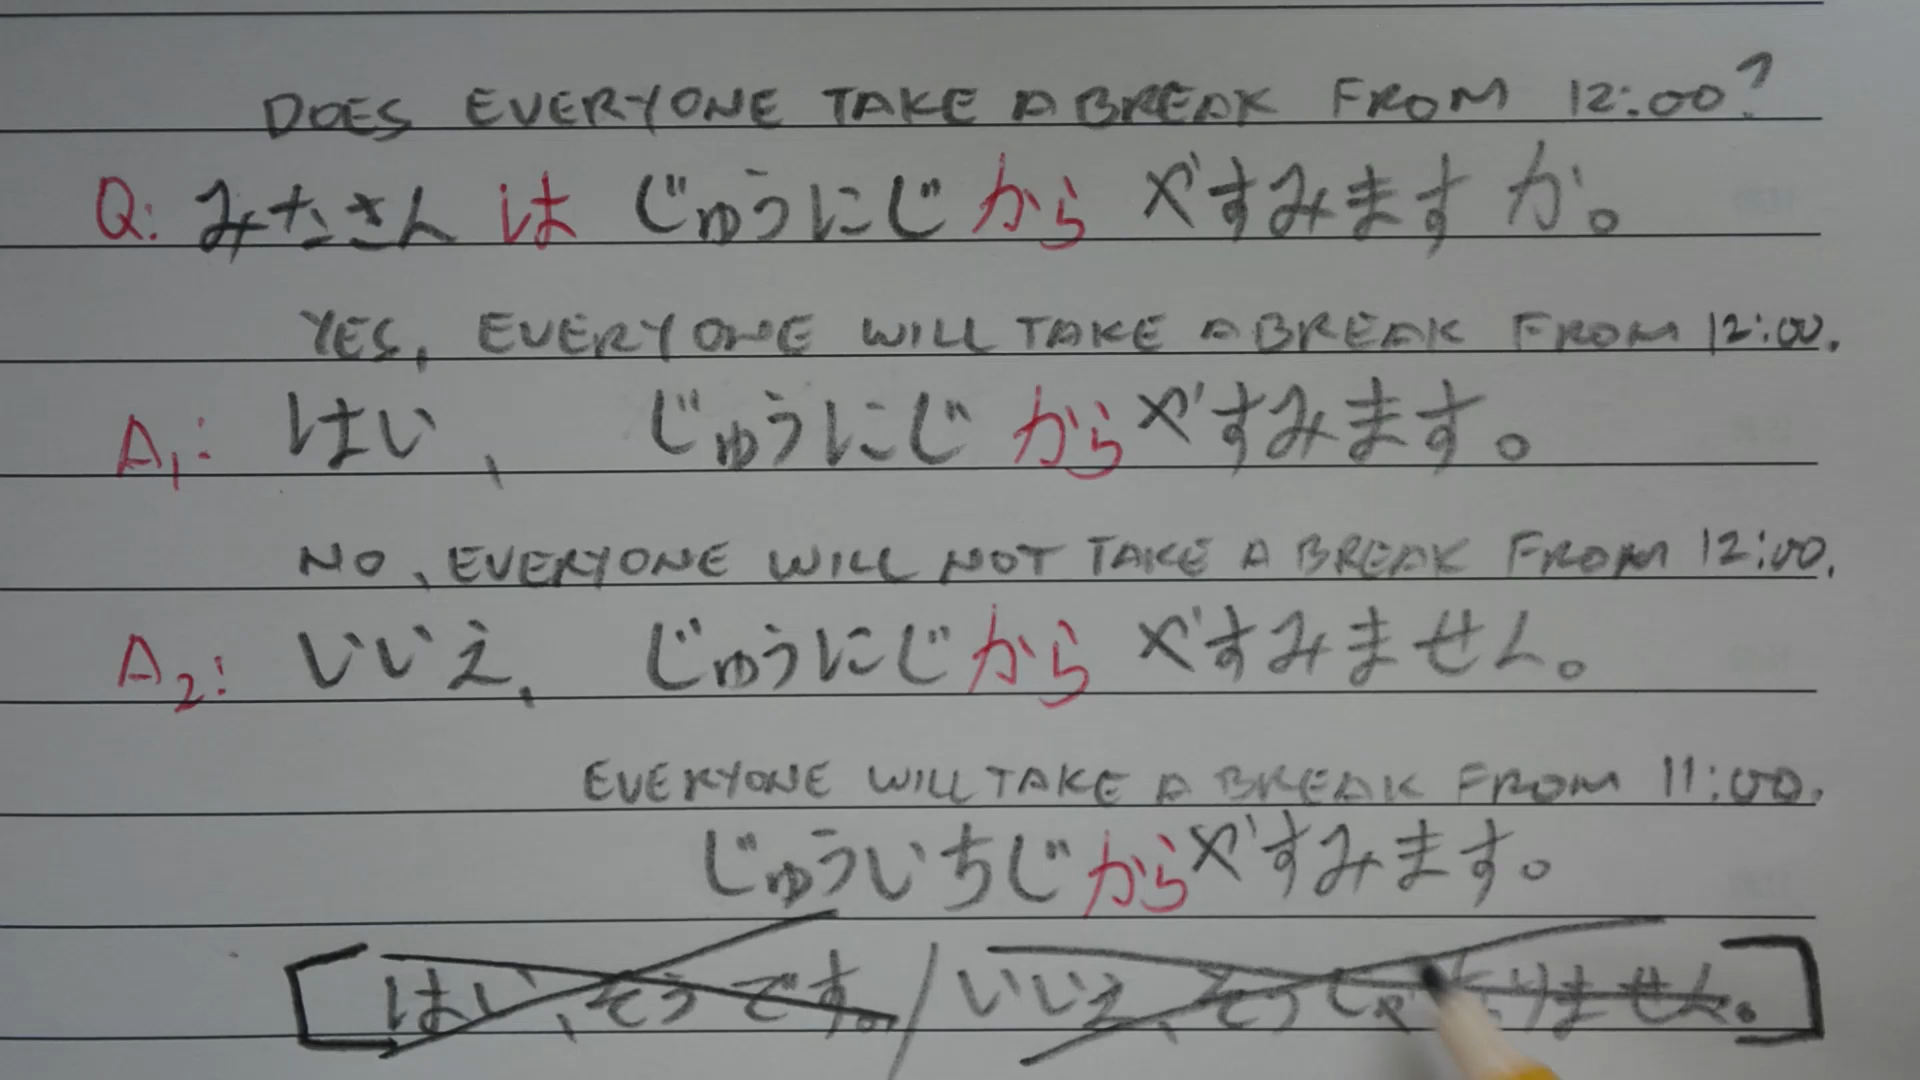 DOES EVERYONE TAKE A BREAK FROM 12:00?
Q: みなさん は じゅうにじ から やすみます か。
YES, EVERYONE WILL TAKE A BREAK FROM 12:00.
A1: はい、 じゅうにじ から やすみます。
NO, EVERYONE WILL NOT TAKE A BREAK FROM 12:00.
A2: いいえ、 じゅうにじ から やすみません。
EVERYONE WILL TAKE A BREAK FROM 11:00.
じゅういちじ から やすみます。
[はい、そうです。/いいえ、そうじゃ りません。]